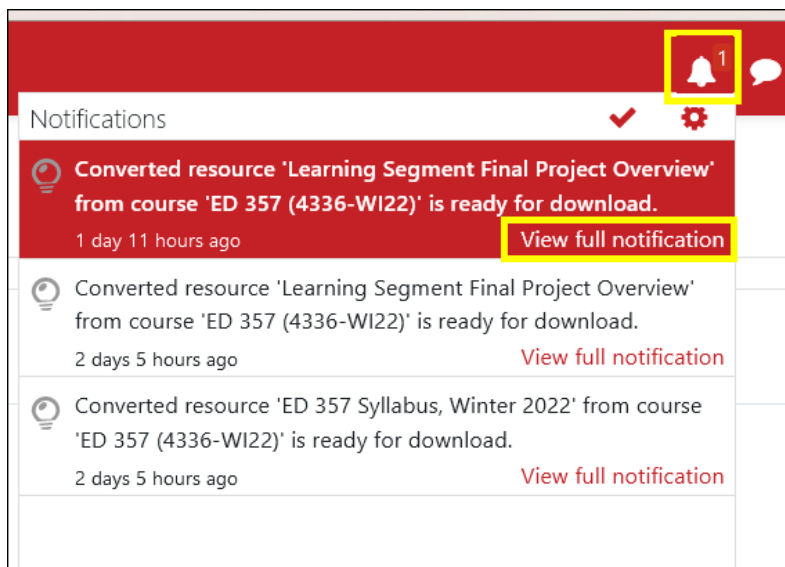 1
Notifications
Converted resource 'Learning Segment Final Project Overview'
from course 'ED 357 (4336-WI22)' is ready for download.
1 day 11 hours ago View full notification
Converted resource 'Learning Segment Final Project Overview'
from course 'ED 357 (4336-WI22)' is ready for download.
2 days 5 hours ago View full notification
Converted resource 'ED 357 Syllabus, Winter 2022' from course
'ED 357 (4336-WI22)' is ready for download.
2 days 5 hours ago View full notification